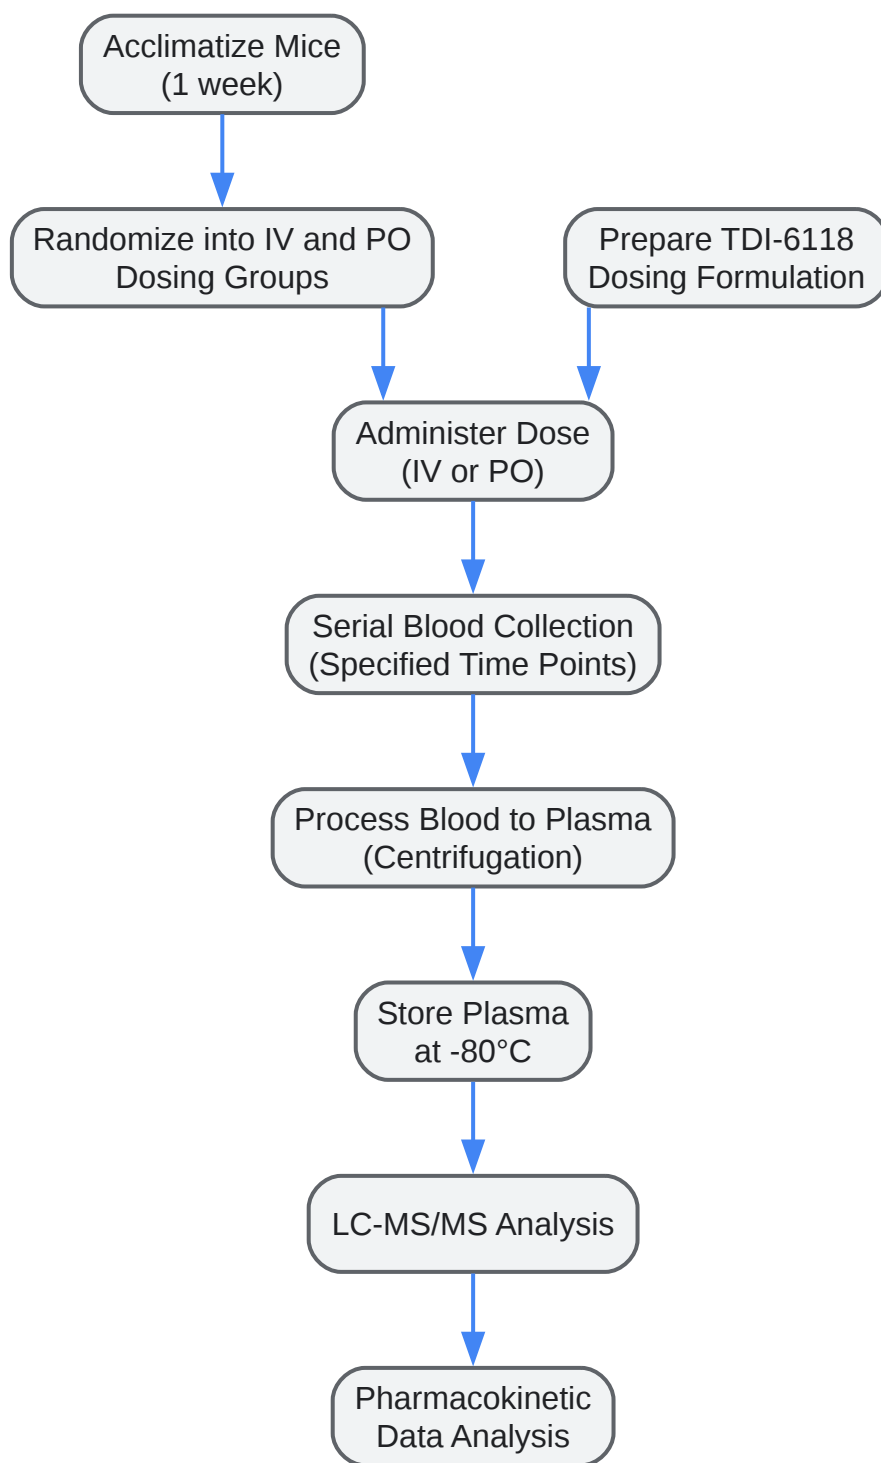 Acclimatize Mice
(1 week)
Randomize into IV and PO
Dosing Groups
Prepare TDI-6118
Dosing Formulation
Administer Dose
(IV or PO)
Serial Blood Collection
(Specified Time Points)
Process Blood to Plasma
(Centrifugation)
Store Plasma
at -80°C
LC-MS/MS Analysis
Pharmacokinetic
Data Analysis